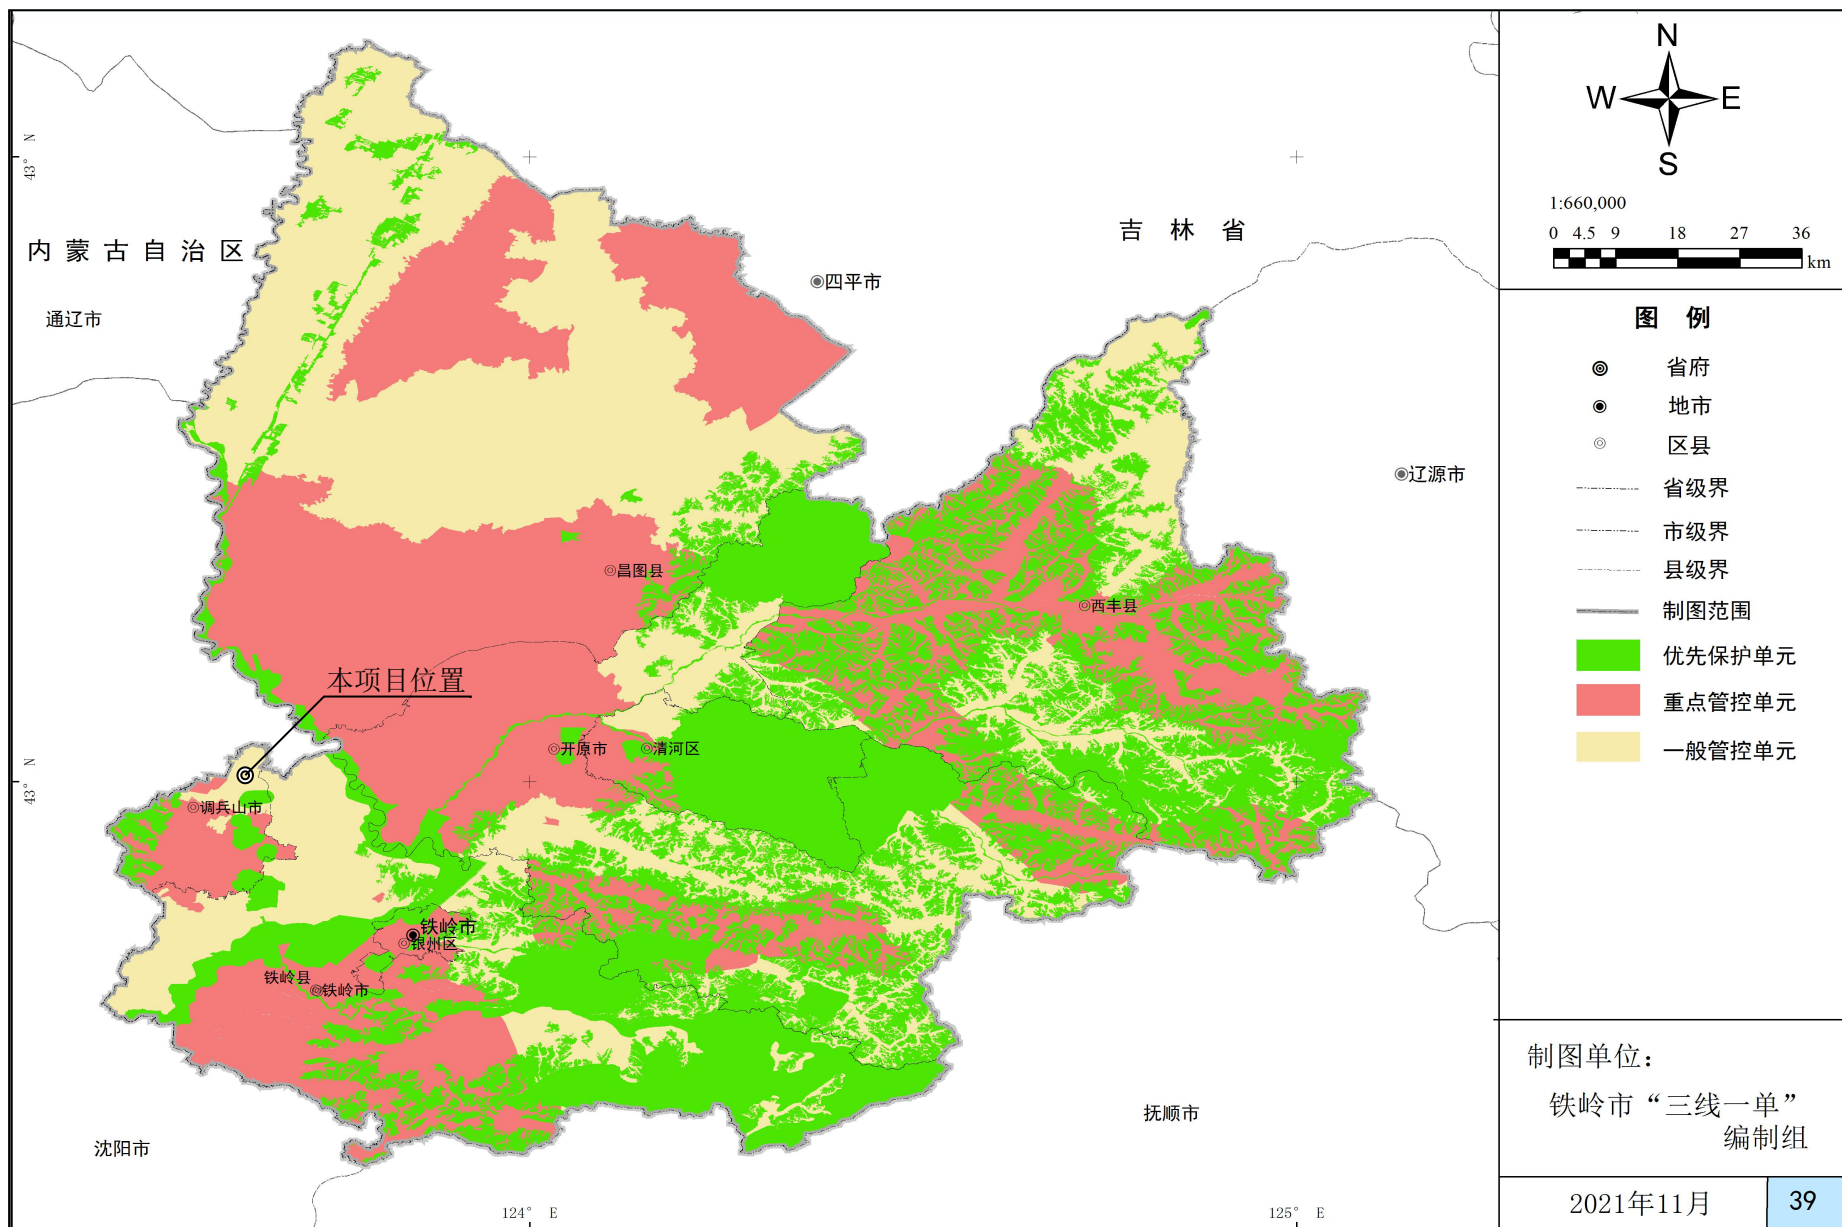 N
W
E
S
1:660,000
0 4.5 9 18 27 36
km
图 例
省府
地市
区县
省级界
市级界
县级界
制图范围
优先保护单元
重点管控单元
一般管控单元
制图单位:
铁岭市“三线一单”
编制组
2021年11月
39
43° N
43° N
124° E
125° E
内蒙古自治区
吉林省
四平市
通辽市
辽源市
昌图县
西丰县
本项目位置
开原市
清河区
调兵山市
铁岭市
银州区
铁岭县
铁岭市
沈阳市
抚顺市